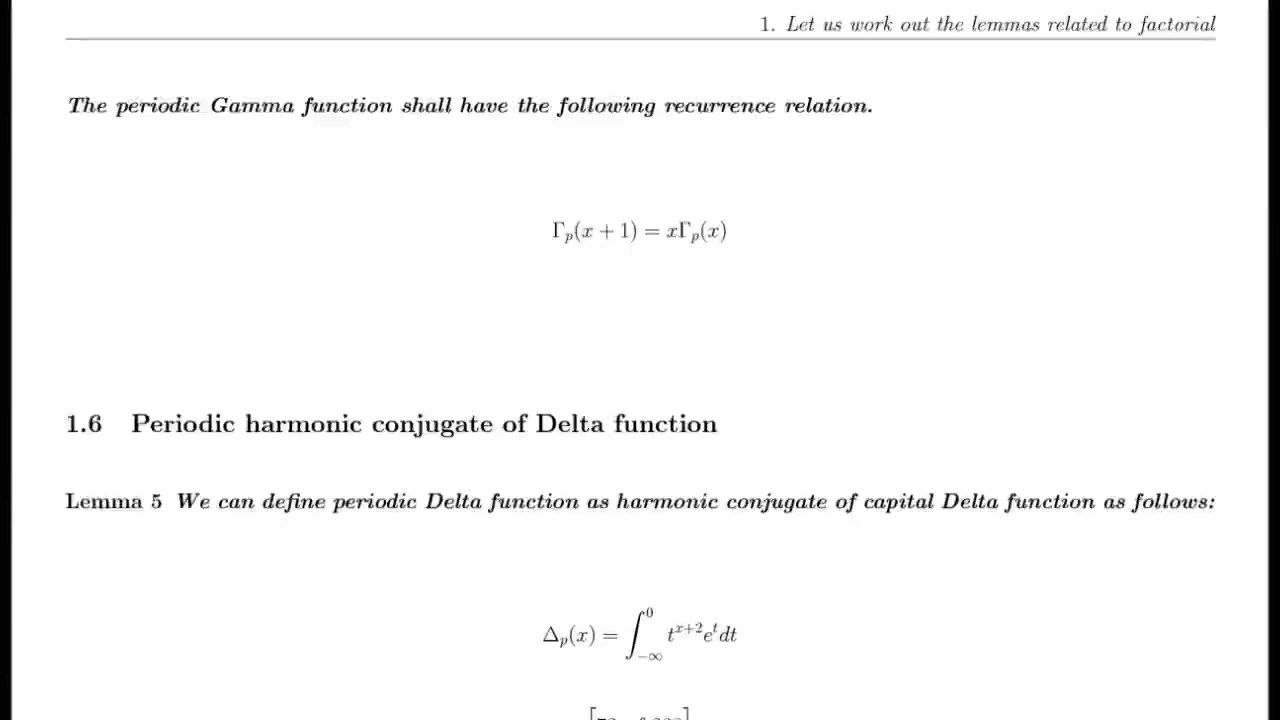 1. Let us work out the lemmas related to factorial
The periodic Gamma function shall have the following recurrence relation.
Γ_p(x + 1) = xΓ_p(x)
1.6 Periodic harmonic conjugate of Delta function
Lemma 5 We can define periodic Delta function as harmonic conjugate of capital Delta function as follows:
Δ_p(x) = ∫_{-∞}^{0} t^{x+2} e^t dt